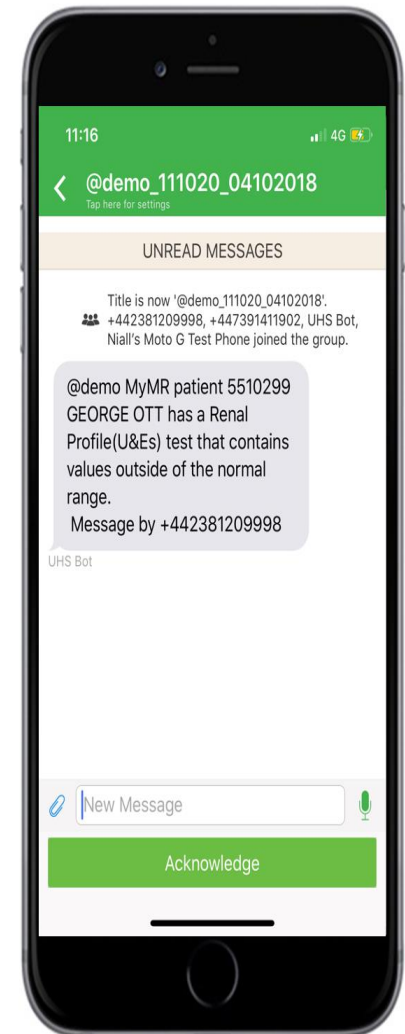 11:16
4G
@demo_111020_04102018
Tap here for settings
UNREAD MESSAGES
Title is now '@demo_111020_04102018'.
+442381209998, +447391411902, UHS Bot,
Niall's Moto G Test Phone joined the group.
@demo MyMR patient 5510299
GEORGE OTT has a Renal
Profile(U&Es) test that contains
values outside of the normal
range.
Message by +442381209998
UHS Bot
New Message
Acknowledge